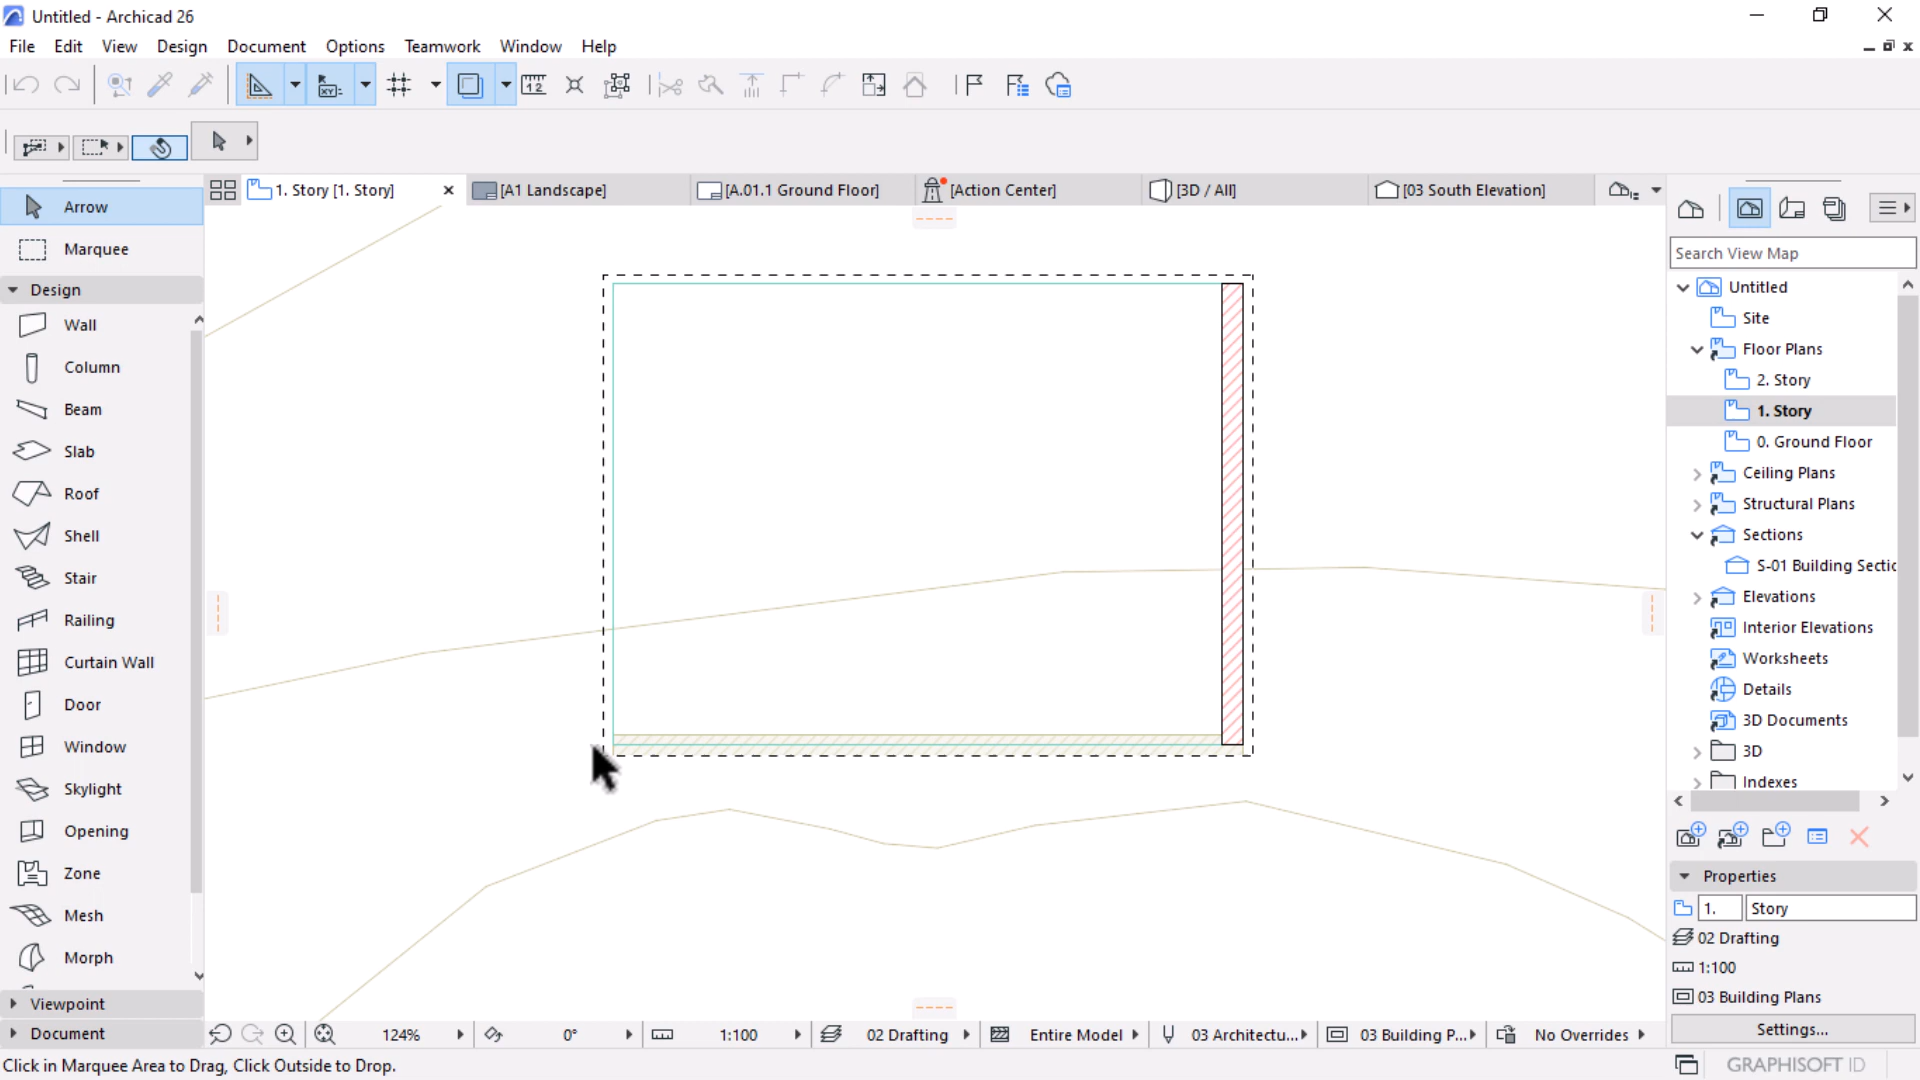 Untitled - Archicad 26
File Edit View Design Document Options Teamwork Window Help
1. Story [1. Story]
[A1 Landscape]
[A.01.1 Ground Floor]
[Action Center]
[3D / All]
[03 South Elevation]
Arrow
Marquee
Design
Wall
Column
Beam
Slab
Roof
Shell
Stair
Railing
Curtain Wall
Door
Window
Skylight
Opening
Zone
Mesh
Morph
Viewpoint
Document
Search View Map
Untitled
Site
Floor Plans
2. Story
1. Story
0. Ground Floor
Ceiling Plans
Structural Plans
Sections
S-01 Building Sectic
Elevations
Interior Elevations
Worksheets
Details
3D Documents
3D
Indexes
Properties
1. Story
02 Drafting
1:100
03 Building Plans
Settings...
124% 0° 1:100 02 Drafting Entire Model 03 Architectu... 03 Building P... No Overrides
Click in Marquee Area to Drag, Click Outside to Drop.
GRAPHISOFT ID